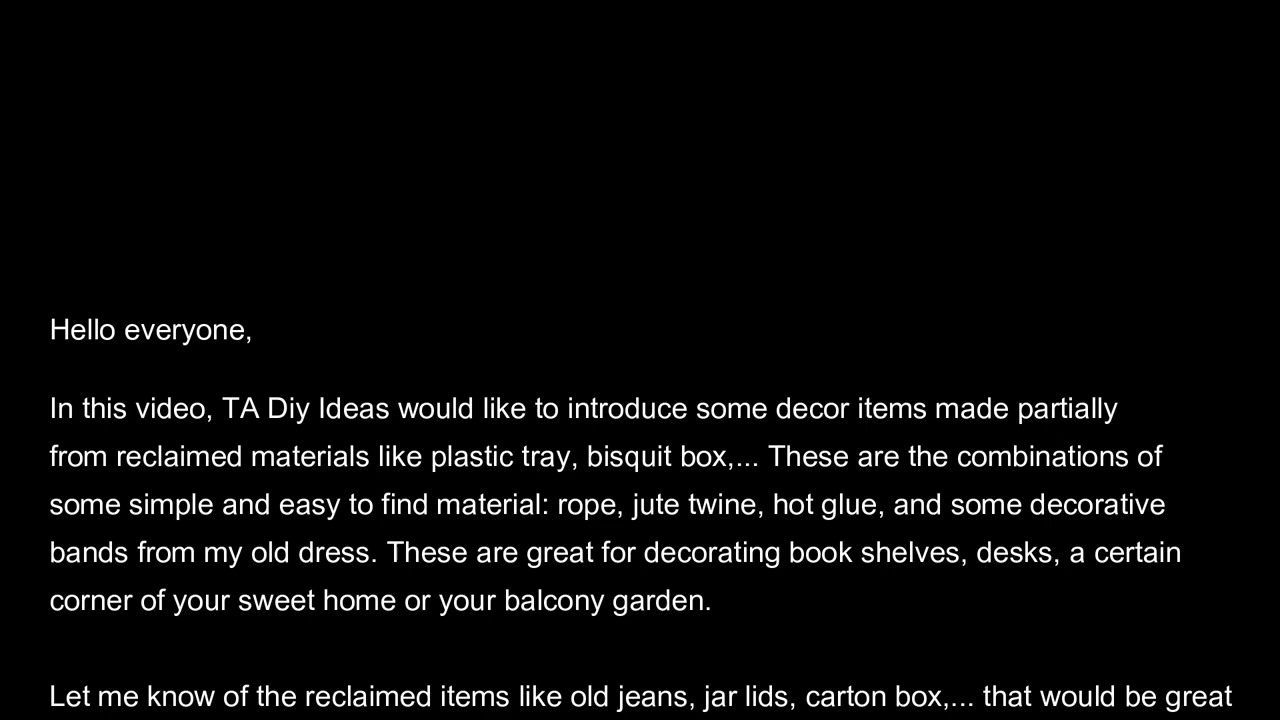 Hello everyone,
In this video, TA Diy Ideas would like to introduce some decor items made partially
from reclaimed materials like plastic tray, bisquit box,... These are the combinations of
some simple and easy to find material: rope, jute twine, hot glue, and some decorative
bands from my old dress. These are great for decorating book shelves, desks, a certain
corner of your sweet home or your balcony garden.
Let me know of the reclaimed items like old jeans, jar lids, carton box,... that would be great